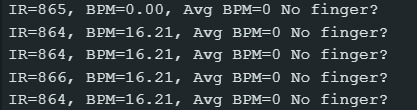 IR=865, BPM=0.00, Avg BPM=0 No finger?
IR=864, BPM=16.21, Avg BPM=0 No finger?
IR=864, BPM=16.21, Avg BPM=0 No finger?
IR=866, BPM=16.21, Avg BPM=0 No finger?
IR=864, BPM=16.21, Avg BPM=0 No finger?